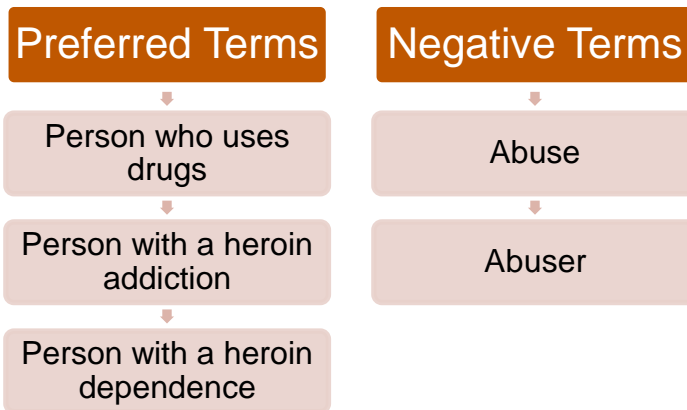 Preferred Terms
Person who uses
drugs
Person with a heroin
addiction
Person with a heroin
dependence
Negative Terms
Abuse
Abuser